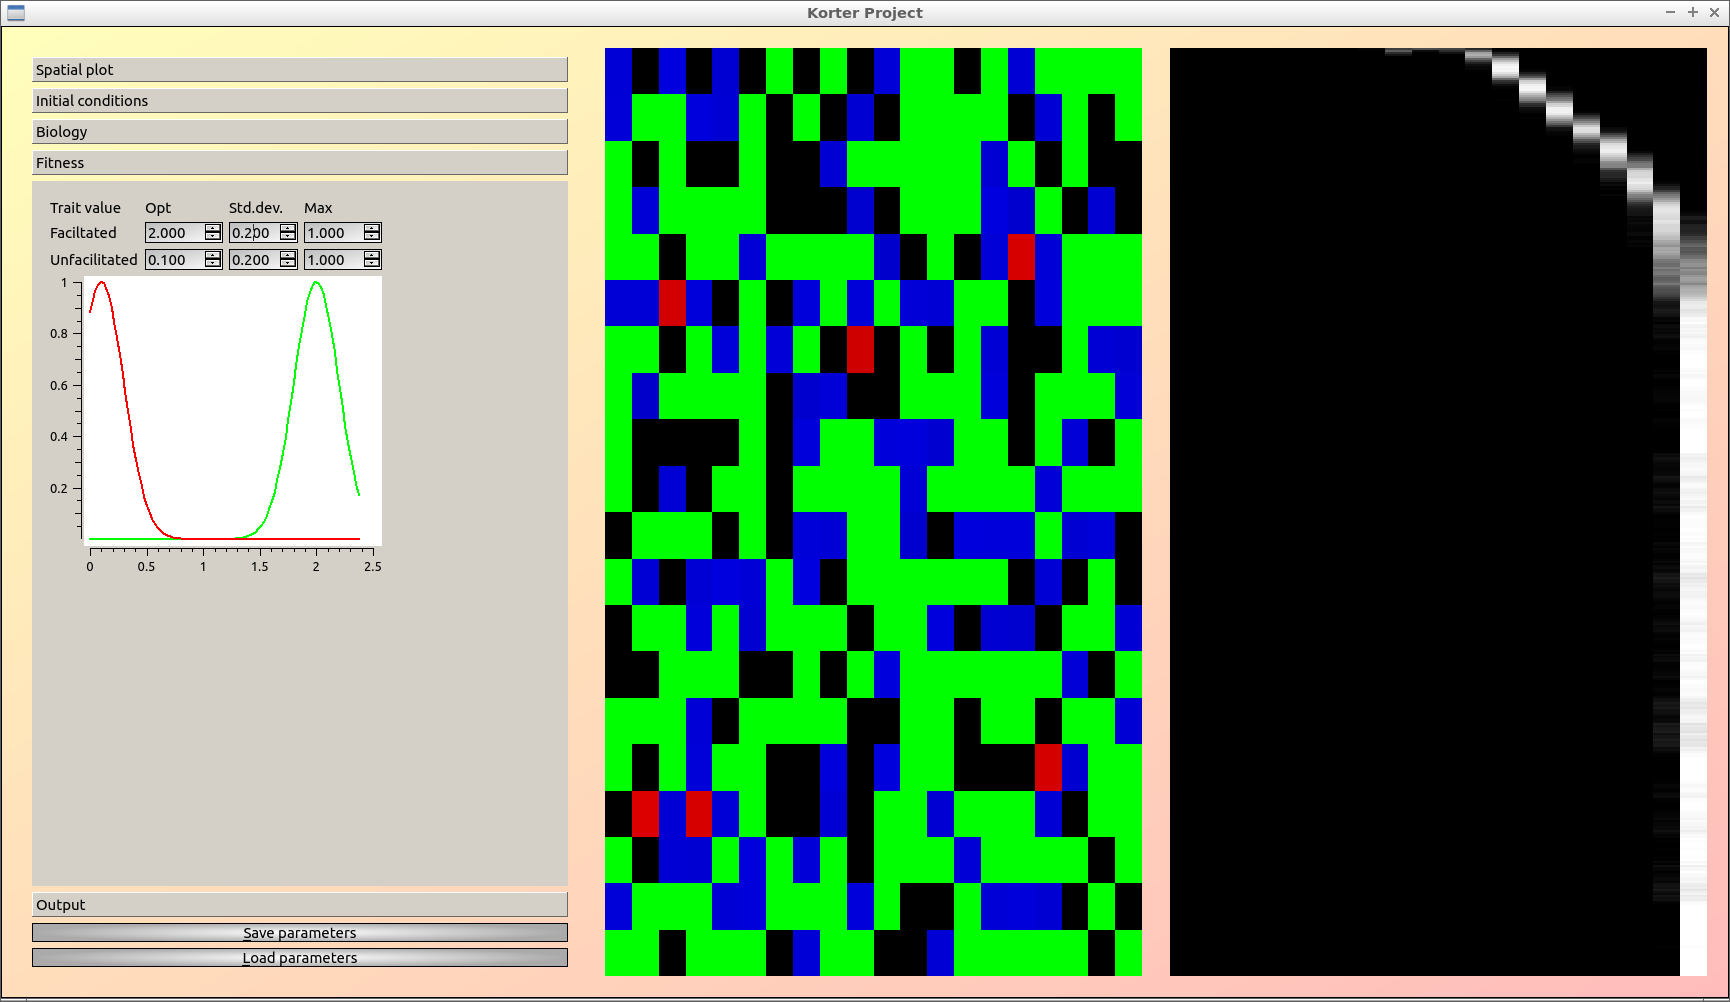 Korter Project
Spatial plot
Initial conditions
Biology
Fitness
Trait value Opt Std.dev. Max
Faciltated 2.000 0.200 1.000
Unfacilitated 0.100 0.200 1.000
1
0.8
0.6
0.4
0.2
0 0.5 1 1.5 2 2.5
Output
Save parameters
Load parameters